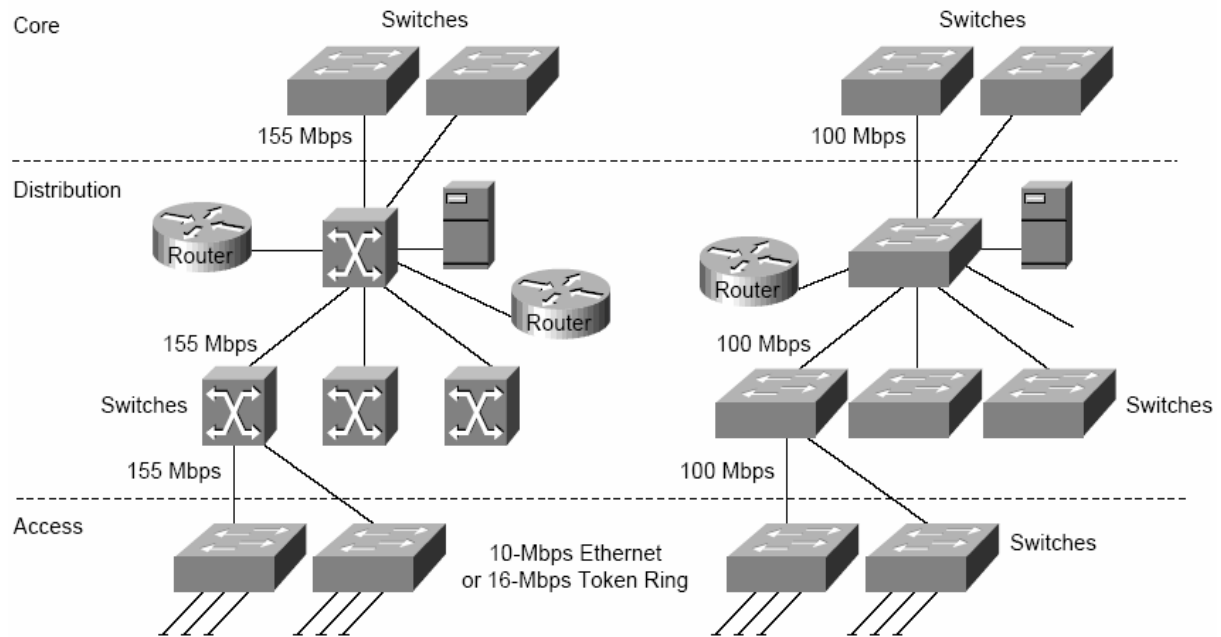 Core
Switches
Switches
155 Mbps
100 Mbps
Distribution
Router
Router
Router
155 Mbps
100 Mbps
Switches
Switches
155 Mbps
100 Mbps
Access
10-Mbps Ethernet
or 16-Mbps Token Ring
Switches